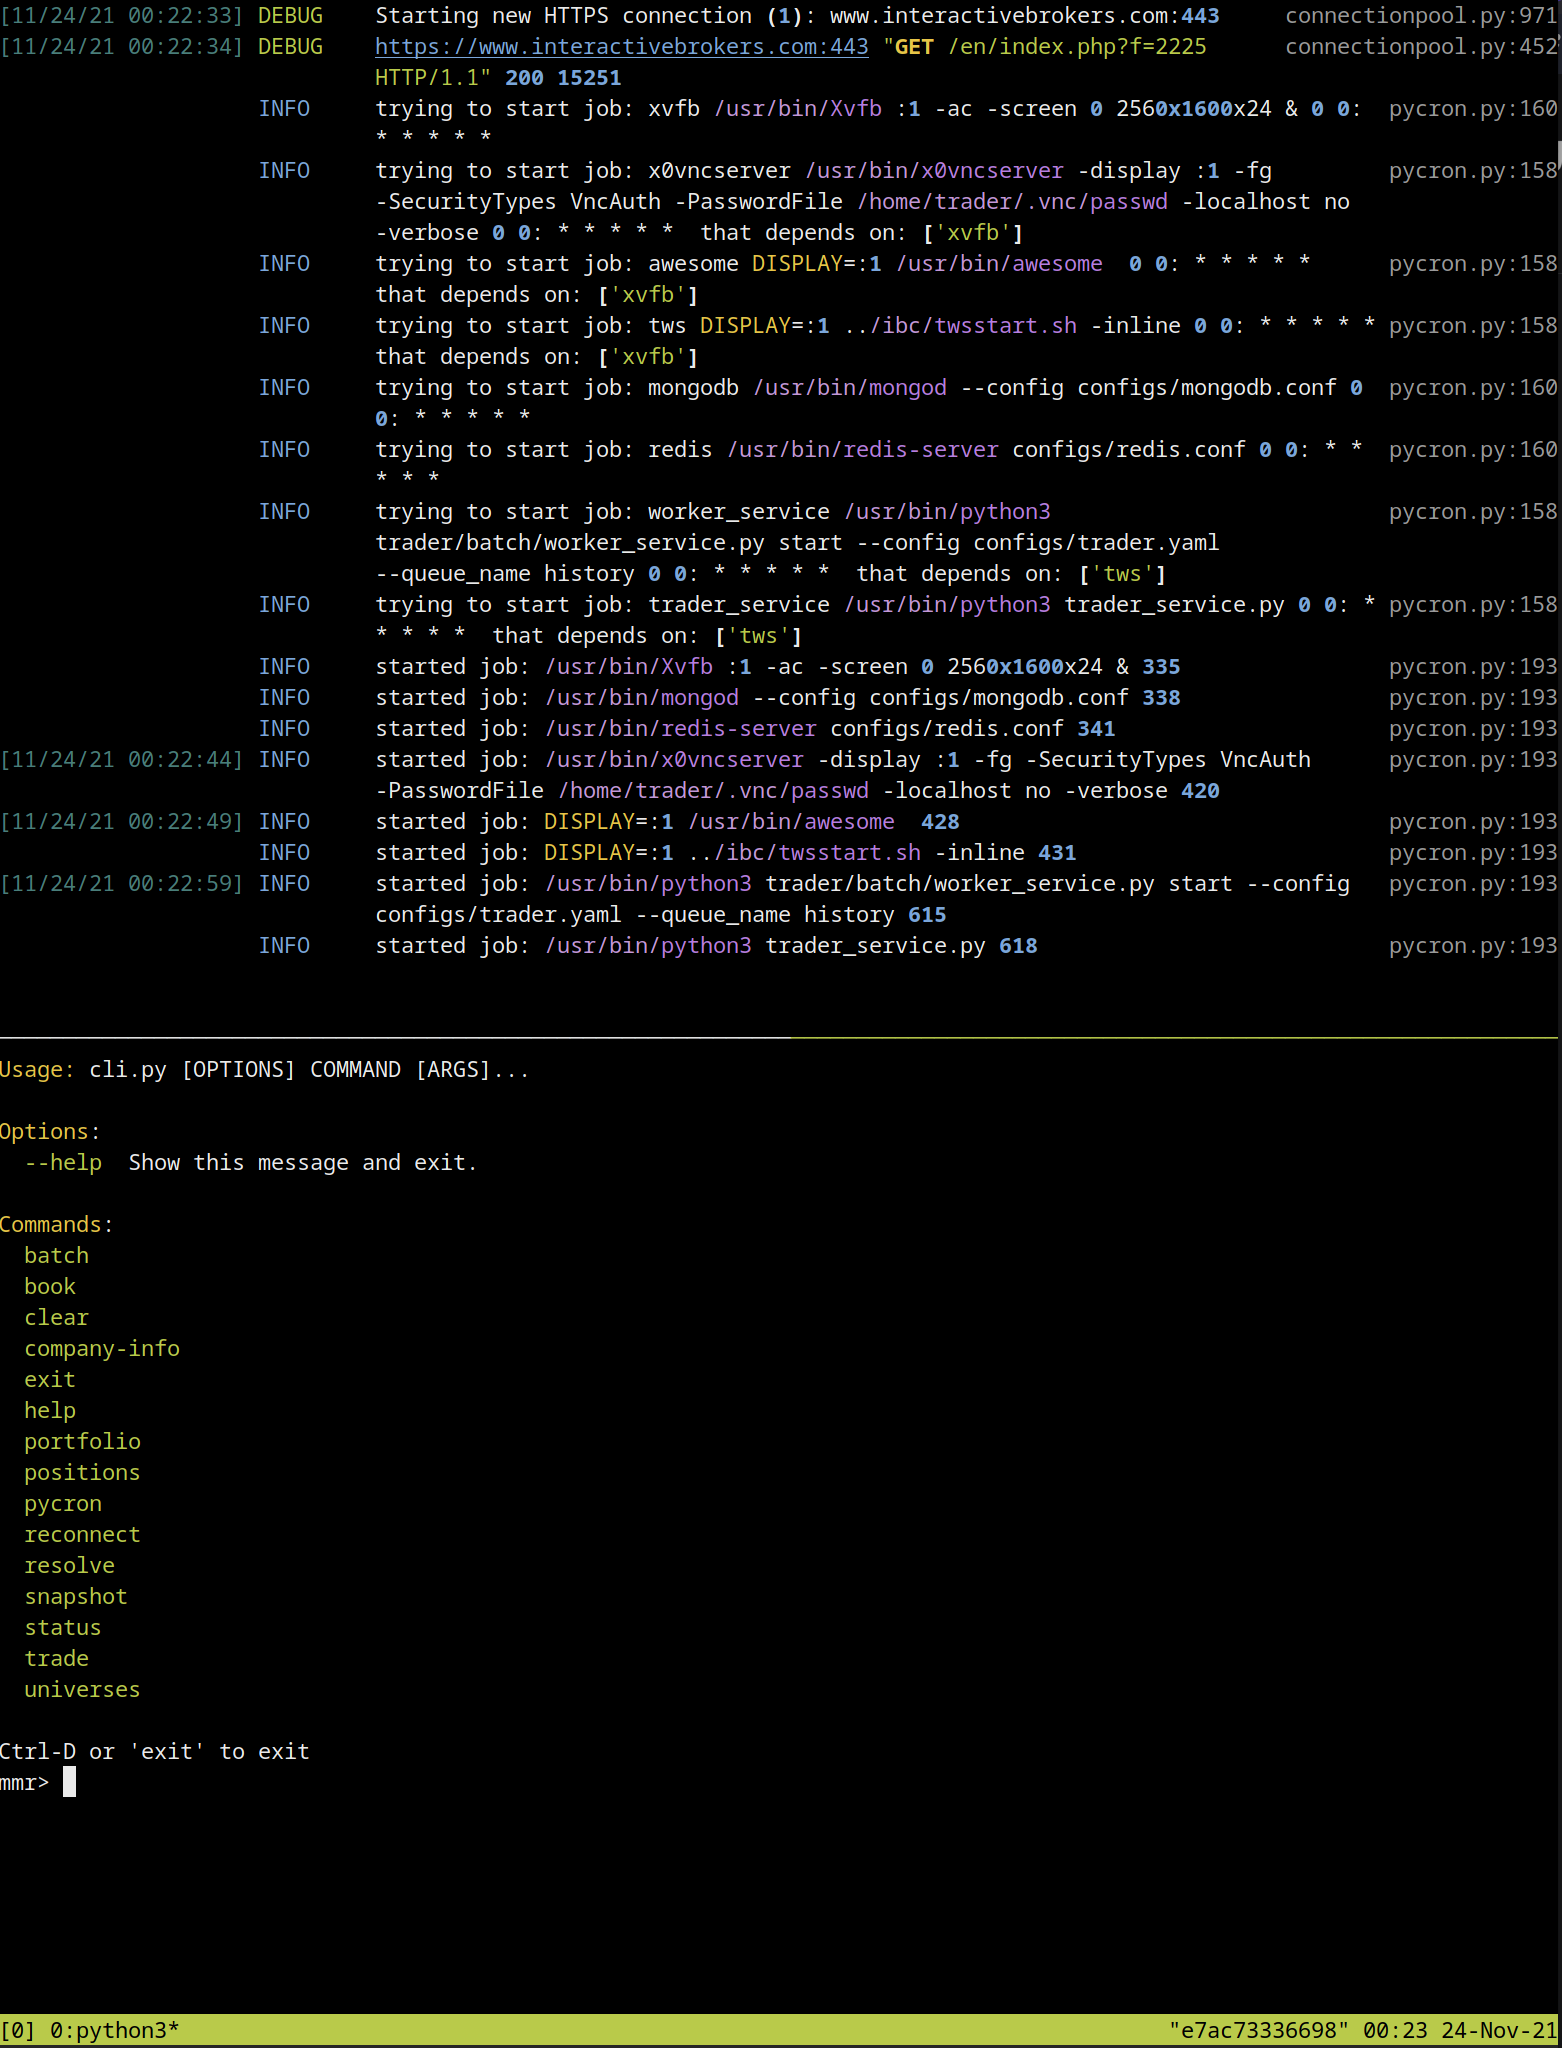 [11/24/21 00:22:33] DEBUG    Starting new HTTPS connection (1): www.interactivebrokers.com:443     connectionpool.py:971
[11/24/21 00:22:34] DEBUG    https://www.interactivebrokers.com:443 "GET /en/index.php?f=2225      connectionpool.py:452
HTTP/1.1" 200 15251
INFO     trying to start job: xvfb /usr/bin/Xvfb :1 -ac -screen 0 2560x1600x24 & 0 0:  pycron.py:160
* * * * *
INFO     trying to start job: x0vncserver /usr/bin/x0vncserver -display :1 -fg         pycron.py:158
-SecurityTypes VncAuth -PasswordFile /home/trader/.vnc/passwd -localhost no
-verbose 0 0: * * * * *  that depends on: ['xvfb']
INFO     trying to start job: awesome DISPLAY=:1 /usr/bin/awesome  0 0: * * * * *      pycron.py:158
that depends on: ['xvfb']
INFO     trying to start job: tws DISPLAY=:1 ../ibc/twsstart.sh -inline 0 0: * * * * * pycron.py:158
that depends on: ['xvfb']
INFO     trying to start job: mongodb /usr/bin/mongod --config configs/mongodb.conf 0  pycron.py:160
0: * * * * *
INFO     trying to start job: redis /usr/bin/redis-server configs/redis.conf 0 0: * *  pycron.py:160
* * *
INFO     trying to start job: worker_service /usr/bin/python3                          pycron.py:158
trader/batch/worker_service.py start --config configs/trader.yaml
--queue_name history 0 0: * * * * *  that depends on: ['tws']
INFO     trying to start job: trader_service /usr/bin/python3 trader_service.py 0 0: * pycron.py:158
* * * *  that depends on: ['tws']
INFO     started job: /usr/bin/Xvfb :1 -ac -screen 0 2560x1600x24 & 335                pycron.py:193
INFO     started job: /usr/bin/mongod --config configs/mongodb.conf 338                pycron.py:193
INFO     started job: /usr/bin/redis-server configs/redis.conf 341                     pycron.py:193
[11/24/21 00:22:44] INFO     started job: /usr/bin/x0vncserver -display :1 -fg -SecurityTypes VncAuth      pycron.py:193
-PasswordFile /home/trader/.vnc/passwd -localhost no -verbose 420
[11/24/21 00:22:49] INFO     started job: DISPLAY=:1 /usr/bin/awesome  428                                 pycron.py:193
INFO     started job: DISPLAY=:1 ../ibc/twsstart.sh -inline 431                        pycron.py:193
[11/24/21 00:22:59] INFO     started job: /usr/bin/python3 trader/batch/worker_service.py start --config   pycron.py:193
configs/trader.yaml --queue_name history 615
INFO     started job: /usr/bin/python3 trader_service.py 618                           pycron.py:193
Usage: cli.py [OPTIONS] COMMAND [ARGS]...
Options:
--help  Show this message and exit.
Commands:
batch
book
clear
company-info
exit
help
portfolio
positions
pycron
reconnect
resolve
snapshot
status
trade
universes
Ctrl-D or 'exit' to exit
mmr>
[0] 0:python3*    "e7ac73336698" 00:23 24-Nov-21